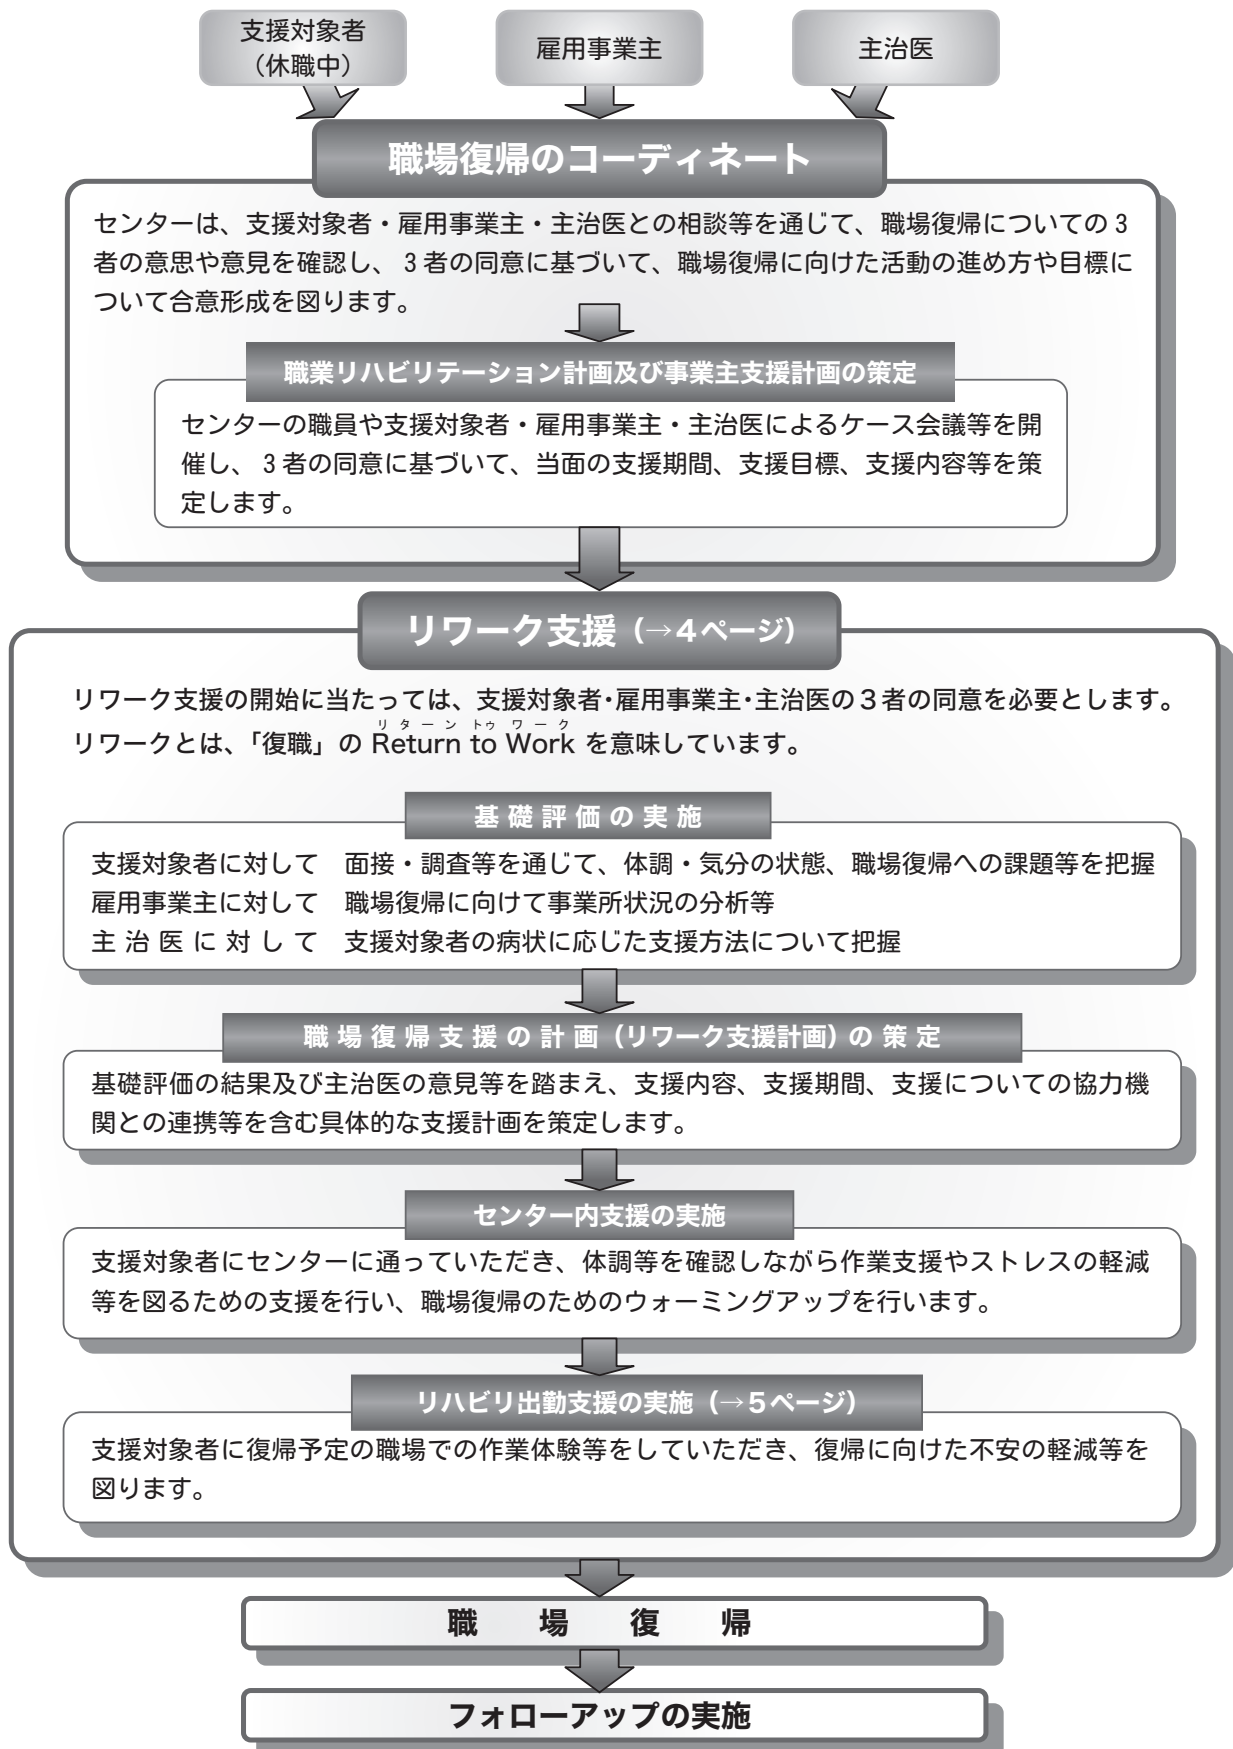 支援対象者
（休職中）
雇用事業主
主治医
職場復帰のコーディネート
センターは、支援対象者・雇用事業主・主治医との相談等を通じて、職場復帰についての３
者の意思や意見を確認し、３者の同意に基づいて、職場復帰に向けた活動の進め方や目標に
ついて合意形成を図ります。
職業リハビリテーション計画及び事業主支援計画の策定
センターの職員や支援対象者・雇用事業主・主治医によるケース会議等を開
催し、３者の同意に基づいて、当面の支援期間、支援目標、支援内容等を策
定します。
リワーク支援（→４ページ）
リワーク支援の開始に当たっては、支援対象者・雇用事業主・主治医の３者の同意を必要とします。
リターン トゥ ワーク
リワークとは、「復職」の Return to Work を意味しています。
基礎評価の実施
支援対象者に対して　面接・調査等を通じて、体調・気分の状態、職場復帰への課題等を把握
雇用事業主に対して　職場復帰に向けて事業所状況の分析等
主治医に対して　支援対象者の病状に応じた支援方法について把握
職場復帰支援の計画（リワーク支援計画）の策定
基礎評価の結果及び主治医の意見等を踏まえ、支援内容、支援期間、支援についての協力機
関との連携等を含む具体的な支援計画を策定します。
センター内支援の実施
支援対象者にセンターに通っていただき、体調等を確認しながら作業支援やストレスの軽減
等を図るための支援を行い、職場復帰のためのウォーミングアップを行います。
リハビリ出勤支援の実施（→５ページ）
支援対象者に復帰予定の職場での作業体験等をしていただき、復帰に向けた不安の軽減等を
図ります。
職　場　復　帰
フォローアップの実施